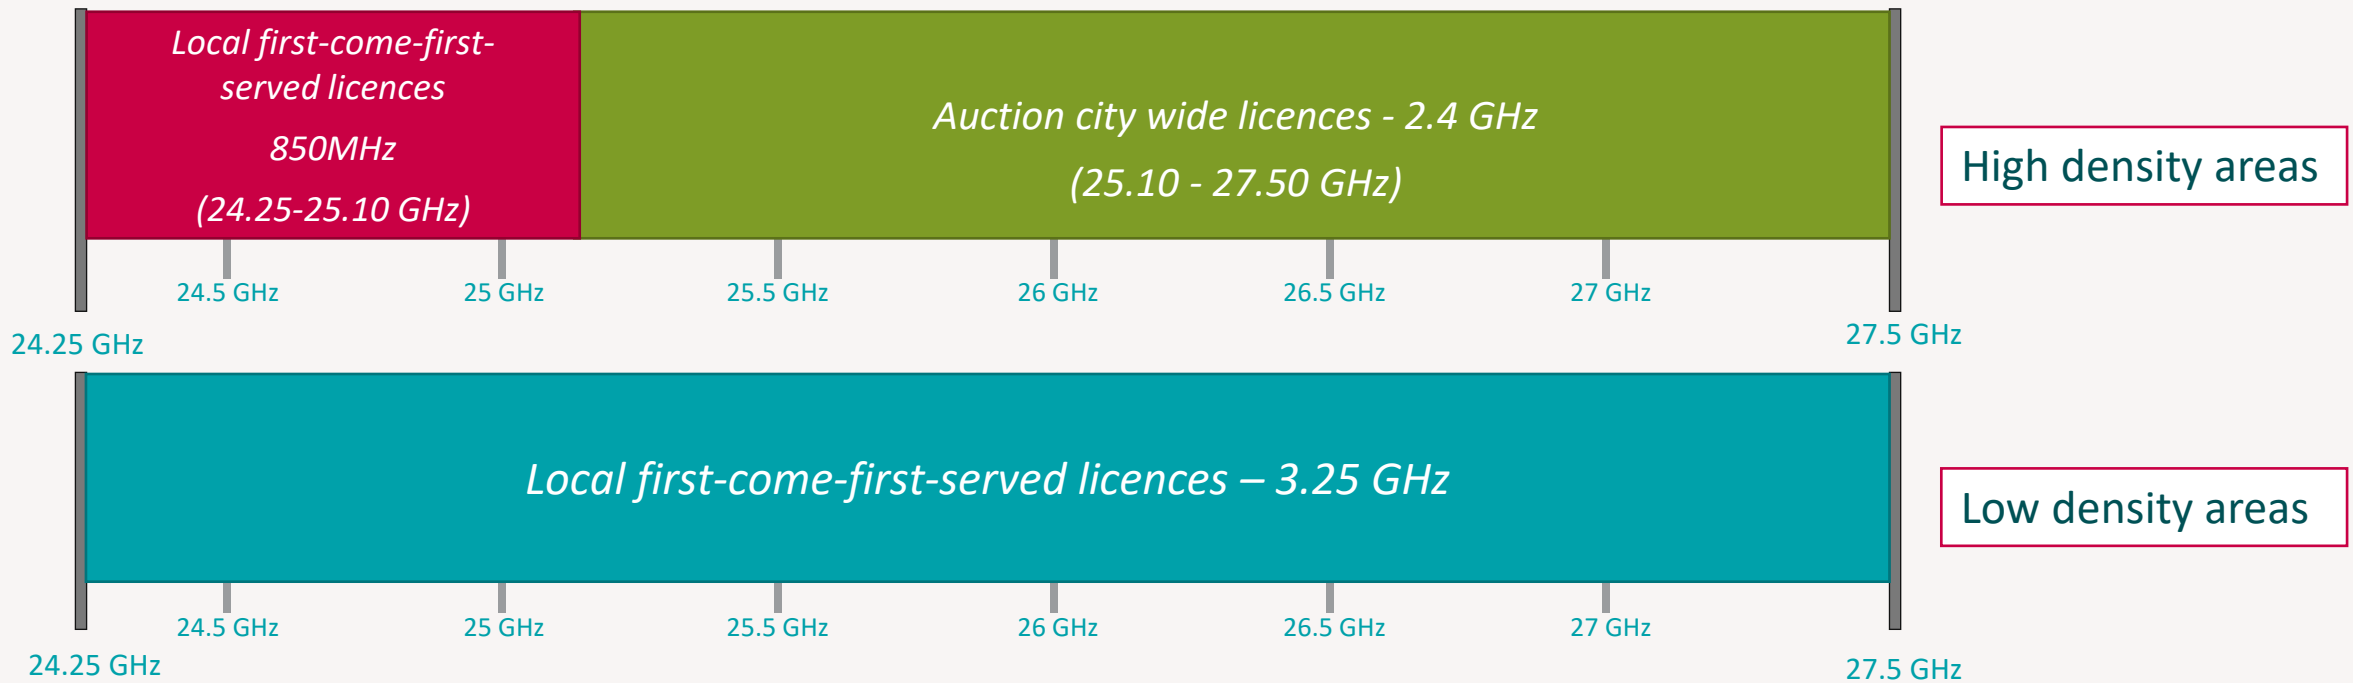 Local first-come-first-
served licences
850MHz
(24.25-25.10 GHz)
Auction city wide licences - 2.4 GHz
(25.10 - 27.50 GHz)
High density areas
24.5 GHz
25 GHz
25.5 GHz
26 GHz
26.5 GHz
27 GHz
24.25 GHz
27.5 GHz
Local first-come-first-served licences – 3.25 GHz
Low density areas
24.5 GHz
25 GHz
25.5 GHz
26 GHz
26.5 GHz
27 GHz
24.25 GHz
27.5 GHz